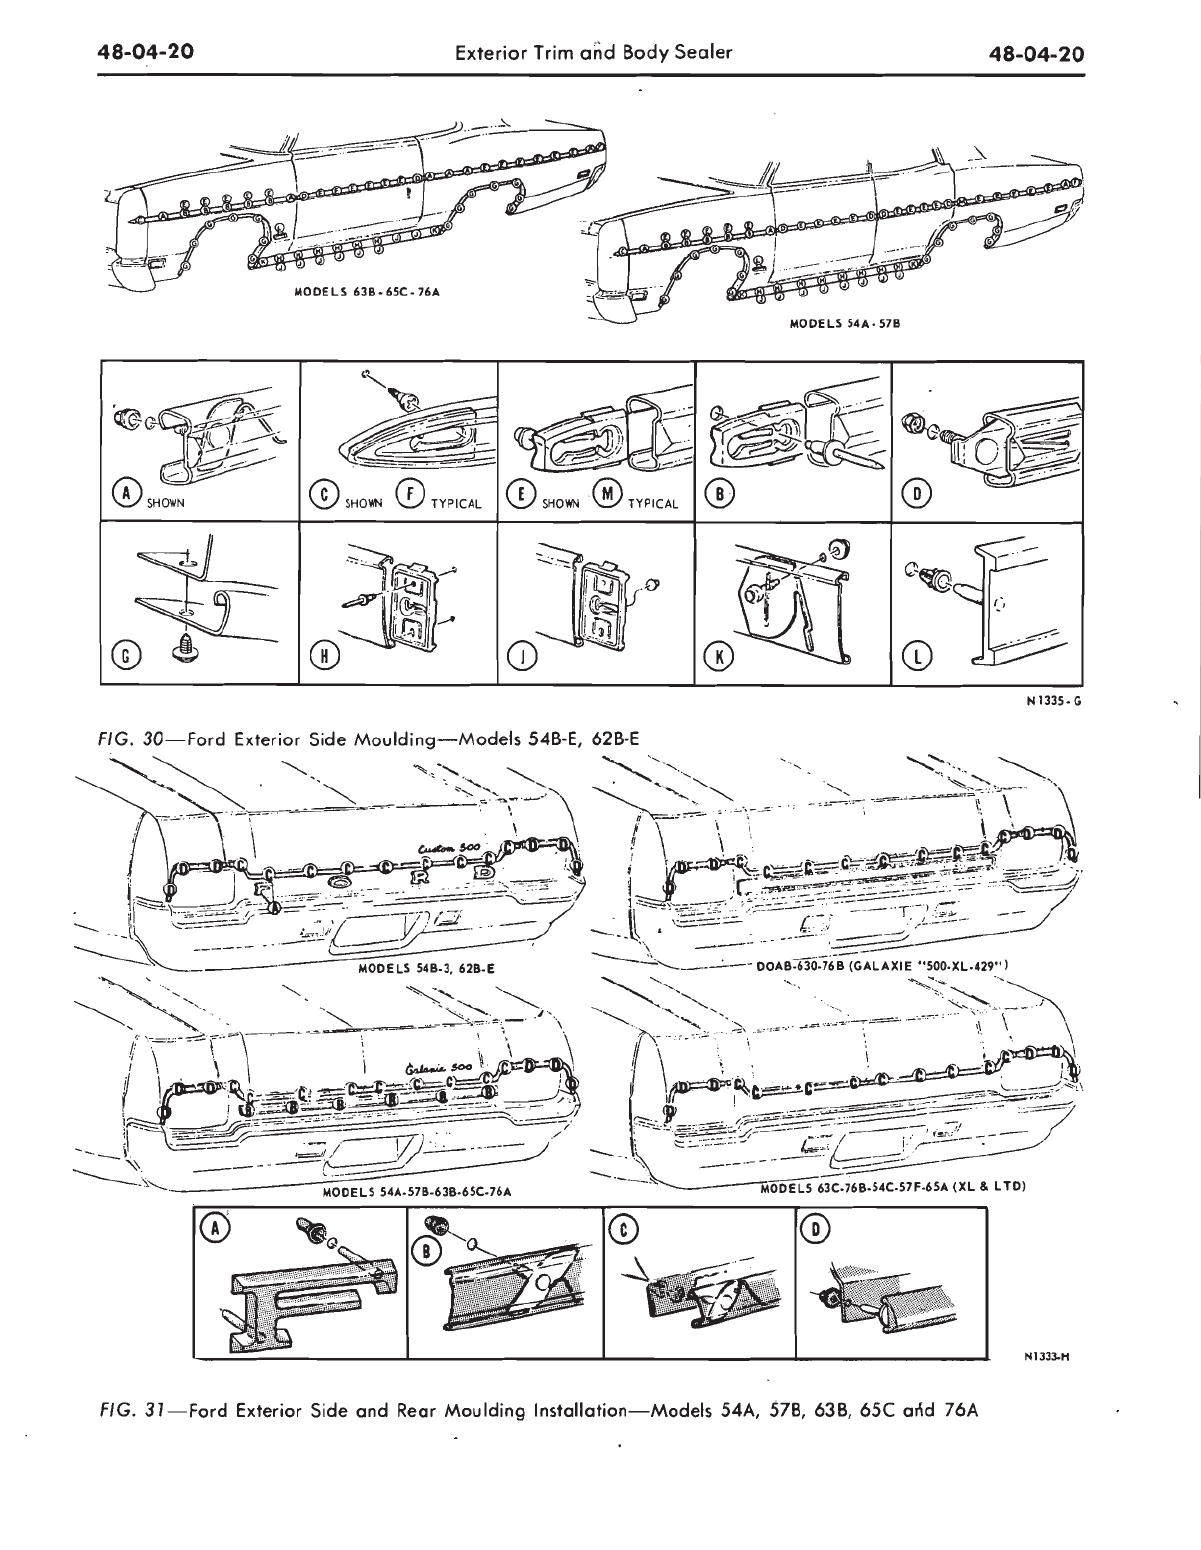 48-04-20 Exterior Trim and Body Sealer 48-04-20
MODELS 63B-65C-76A
MODELS 54A-57B
A SHOWN
C SHOWN F TYPICAL
E SHOWN M TYPICAL
B
D
G
H
J
K
L
N1335-G
FIG. 30—Ford Exterior Side Moulding—Models 54B-E, 62B-E
Custom 500
F O R D
MODELS 54B-3, 62B-E
DOAB-630-76B (GALAXIE "500-XL-429")
Galaxie 500
MODELS 54A-57B-63B-65C-76A
MODELS 63C-76B-54C-57F-65A (XL & LTD)
A
B
C
D
N1333-H
FIG. 31—Ford Exterior Side and Rear Moulding Installation—Models 54A, 57B, 63B, 65C and 76A